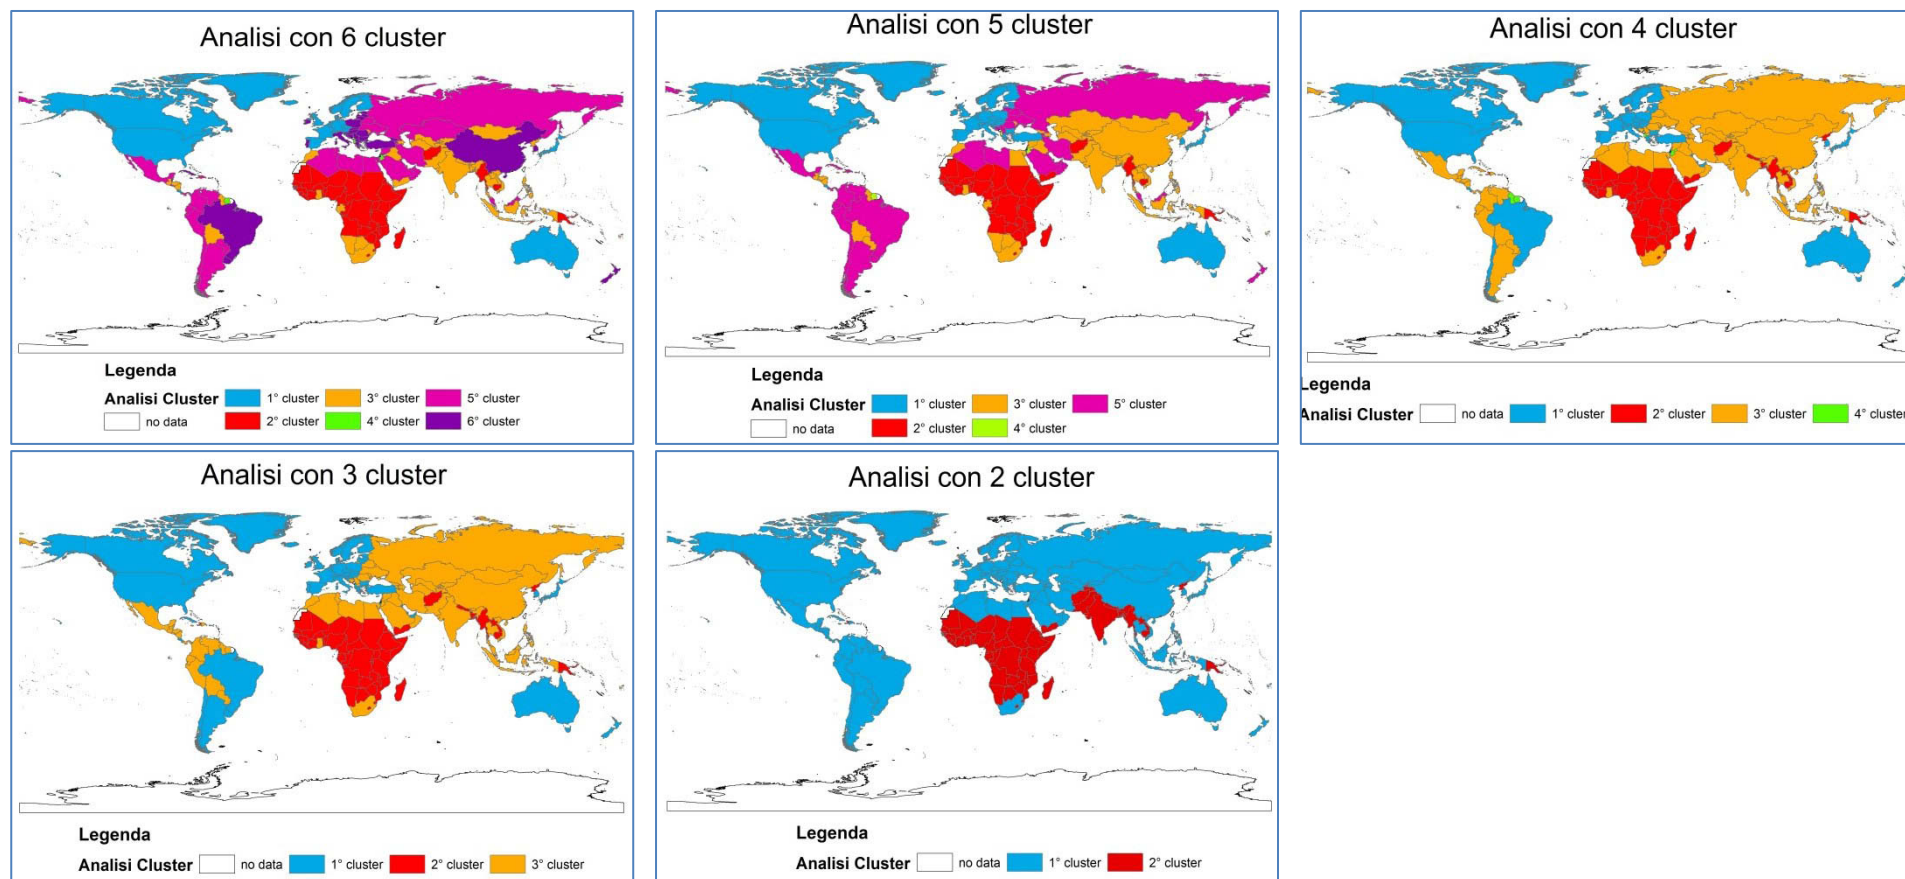 Analisi con 6 cluster
Legenda
Analisi Cluster 1° cluster 3° cluster 5° cluster
no data 2° cluster 4° cluster 6° cluster
Analisi con 5 cluster
Legenda
Analisi Cluster 1° cluster 3° cluster 5° cluster
no data 2° cluster 4° cluster
Analisi con 4 cluster
Legenda
Analisi Cluster no data 1° cluster 2° cluster 3° cluster 4° cluster
Analisi con 3 cluster
Legenda
Analisi Cluster no data 1° cluster 2° cluster 3° cluster
Analisi con 2 cluster
Legenda
Analisi Cluster no data 1° cluster 2° cluster